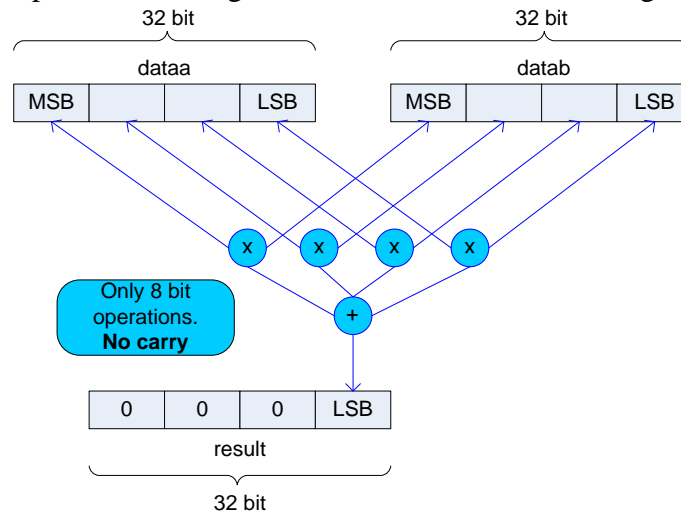 32 bit
32 bit
dataa
datab
MSB
LSB
MSB
LSB
x
x
x
x
Only 8 bit
operations.
No carry
+
0
0
0
LSB
result
32 bit